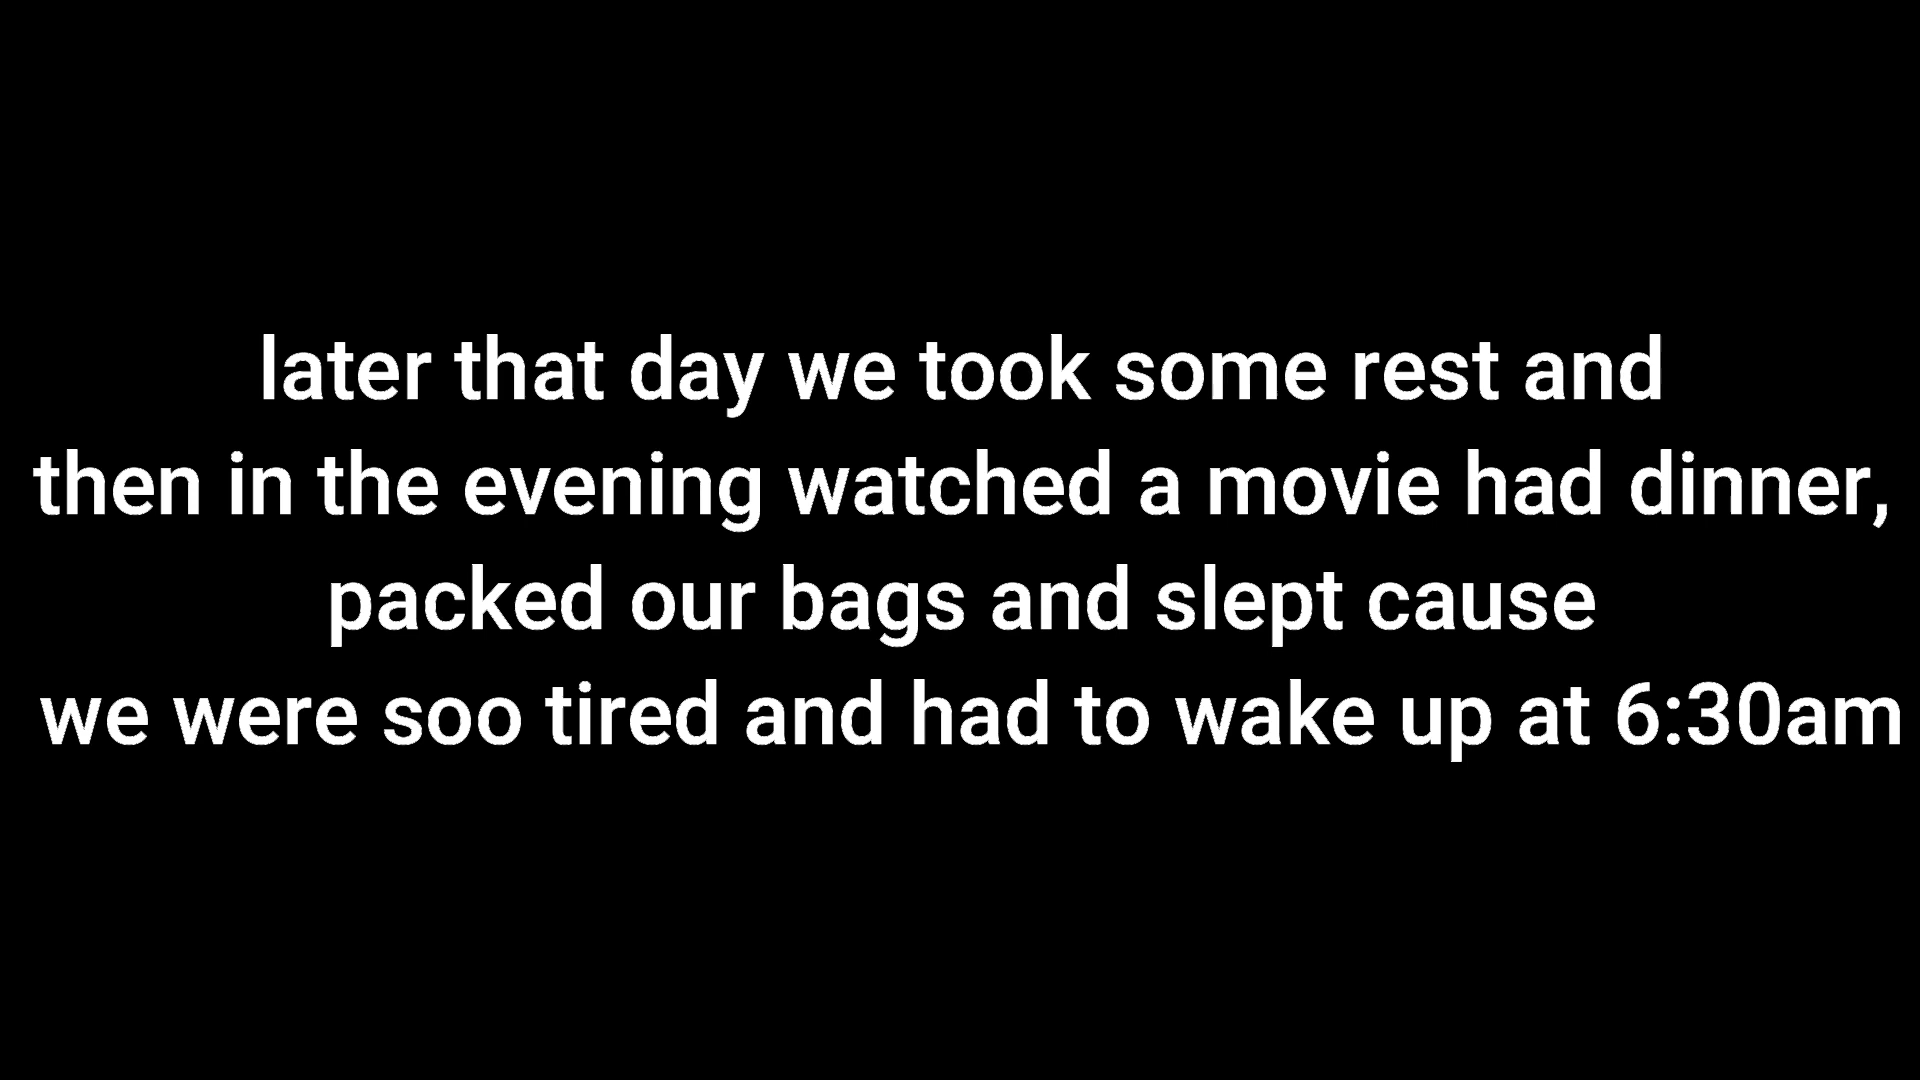 later that day we took some rest and
then in the evening watched a movie had dinner,
packed our bags and slept cause
we were soo tired and had to wake up at 6:30am